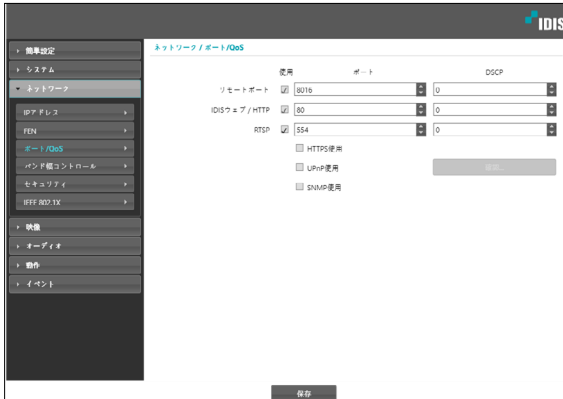 IDIS
簡単設定
システム
ネットワーク
IPアドレス
FEN
ポート/QoS
バンド幅コントロール
セキュリティ
IEEE 802.1X
映像
オーディオ
動作
イベント
ネットワーク / ポート/QoS
使用 ポート DSCP
リモートポート 8016 0
IDISウェブ / HTTP 80 0
RTSP 554 0
HTTPS使用
UPnP使用
SNMP使用
保存